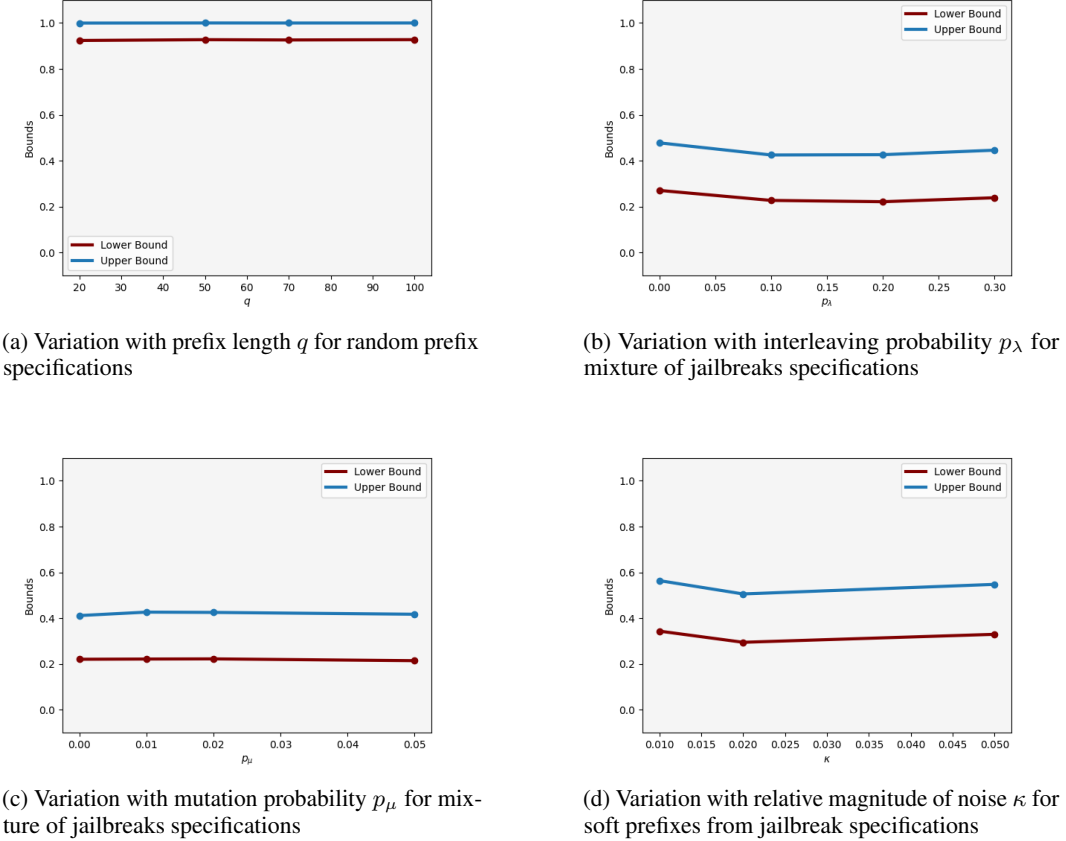 1.0
0.8
0.6
0.4
0.2
0.0
Bounds
Lower Bound
Upper Bound
20 30 40 50 60 70 80 90 100
q
(a) Variation with prefix length q for random prefix
specifications
1.0
0.8
0.6
0.4
0.2
0.0
Bounds
Lower Bound
Upper Bound
0.00 0.05 0.10 0.15 0.20 0.25 0.30
pλ
(b) Variation with interleaving probability pλ for
mixture of jailbreaks specifications
1.0
0.8
0.6
0.4
0.2
0.0
Bounds
Lower Bound
Upper Bound
0.00 0.01 0.02 0.03 0.04 0.05
pμ
(c) Variation with mutation probability pμ for mix-
ture of jailbreaks specifications
1.0
0.8
0.6
0.4
0.2
0.0
Bounds
Lower Bound
Upper Bound
0.010 0.015 0.020 0.025 0.030 0.035 0.040 0.045 0.050
κ
(d) Variation with relative magnitude of noise κ for
soft prefixes from jailbreak specifications